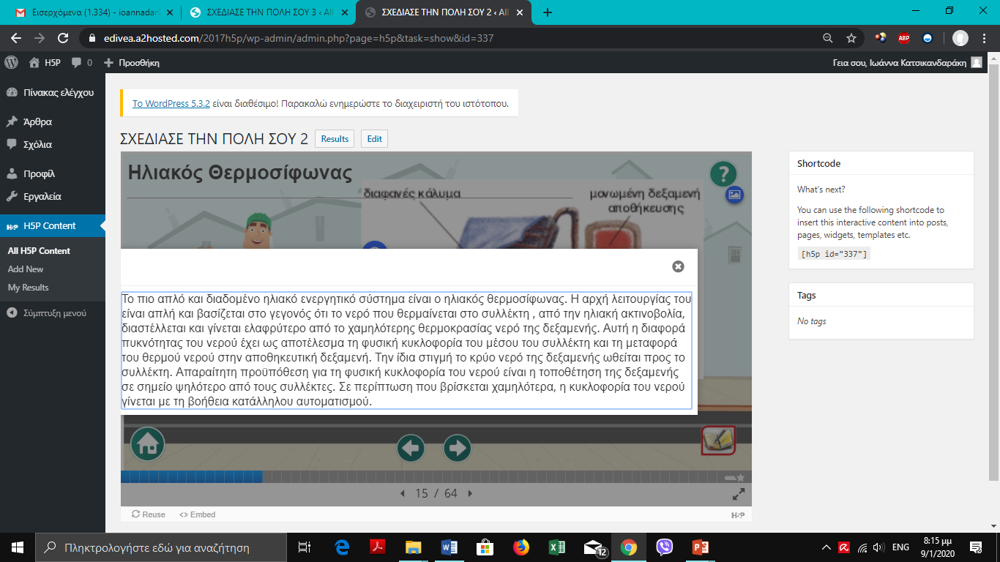 Εισερχόμενα (1.334) - ioannadar
ΣΧΕΔΙΑΣΕ ΤΗΝ ΠΟΛΗ ΣΟΥ 3 ‹ All
ΣΧΕΔΙΑΣΕ ΤΗΝ ΠΟΛΗ ΣΟΥ 2 ‹ All
edivea.a2hosted.com/2017h5p/wp-admin/admin.php?page=h5p&task=show&id=337
ABP
H5P
0
Προσθήκη
Γεια σου, Ιωάννα Κατσικανδαράκη
Πίνακας ελέγχου
Άρθρα
Σχόλια
Προφίλ
Εργαλεία
H5P Content
All H5P Content
Add New
My Results
Σύμπτυξη μενού
Το WordPress 5.3.2 είναι διαθέσιμο! Παρακαλώ ενημερώστε το διαχειριστή του ιστότοπου.
ΣΧΕΔΙΑΣΕ ΤΗΝ ΠΟΛΗ ΣΟΥ 2
Results
Edit
Ηλιακός Θερμοσίφωνας
διαφανές κάλυμα
μονωμένη δεξαμενή
αποθήκευσης
?
Το πιο απλό και διαδομένο ηλιακό ενεργητικό σύστημα είναι ο ηλιακός θερμοσίφωνας. Η αρχή λειτουργίας του
είναι απλή και βασίζεται στο γεγονός ότι το νερό που θερμαίνεται στο συλλέκτη , από την ηλιακή ακτινοβολία,
διαστέλλεται και γίνεται ελαφρύτερο από το χαμηλότερης θερμοκρασίας νερό της δεξαμενής. Αυτή η διαφορά
πυκνότητας του νερού έχει ως αποτέλεσμα τη φυσική κυκλοφορία του μέσου του συλλέκτη και τη μεταφορά
του θερμού νερού στην αποθηκευτική δεξαμενή. Την ίδια στιγμή το κρύο νερό της δεξαμενής ωθείται προς το
συλλέκτη. Απαραίτητη προϋπόθεση για τη φυσική κυκλοφορία του νερού είναι η τοποθέτηση της δεξαμενής
σε σημείο ψηλότερο από τους συλλέκτες. Σε περίπτωση που βρίσκεται χαμηλότερα, η κυκλοφορία του νερού
γίνεται με τη βοήθεια κατάλληλου αυτοματισμού.
15 / 64
Reuse
Embed
H5P
Shortcode
What's next?
You can use the following shortcode to
insert this interactive content into posts,
pages, widgets, templates etc.
[h5p id="337"]
Tags
No tags
Πληκτρολογήστε εδώ για αναζήτηση
12
ENG
8:15 μμ
9/1/2020